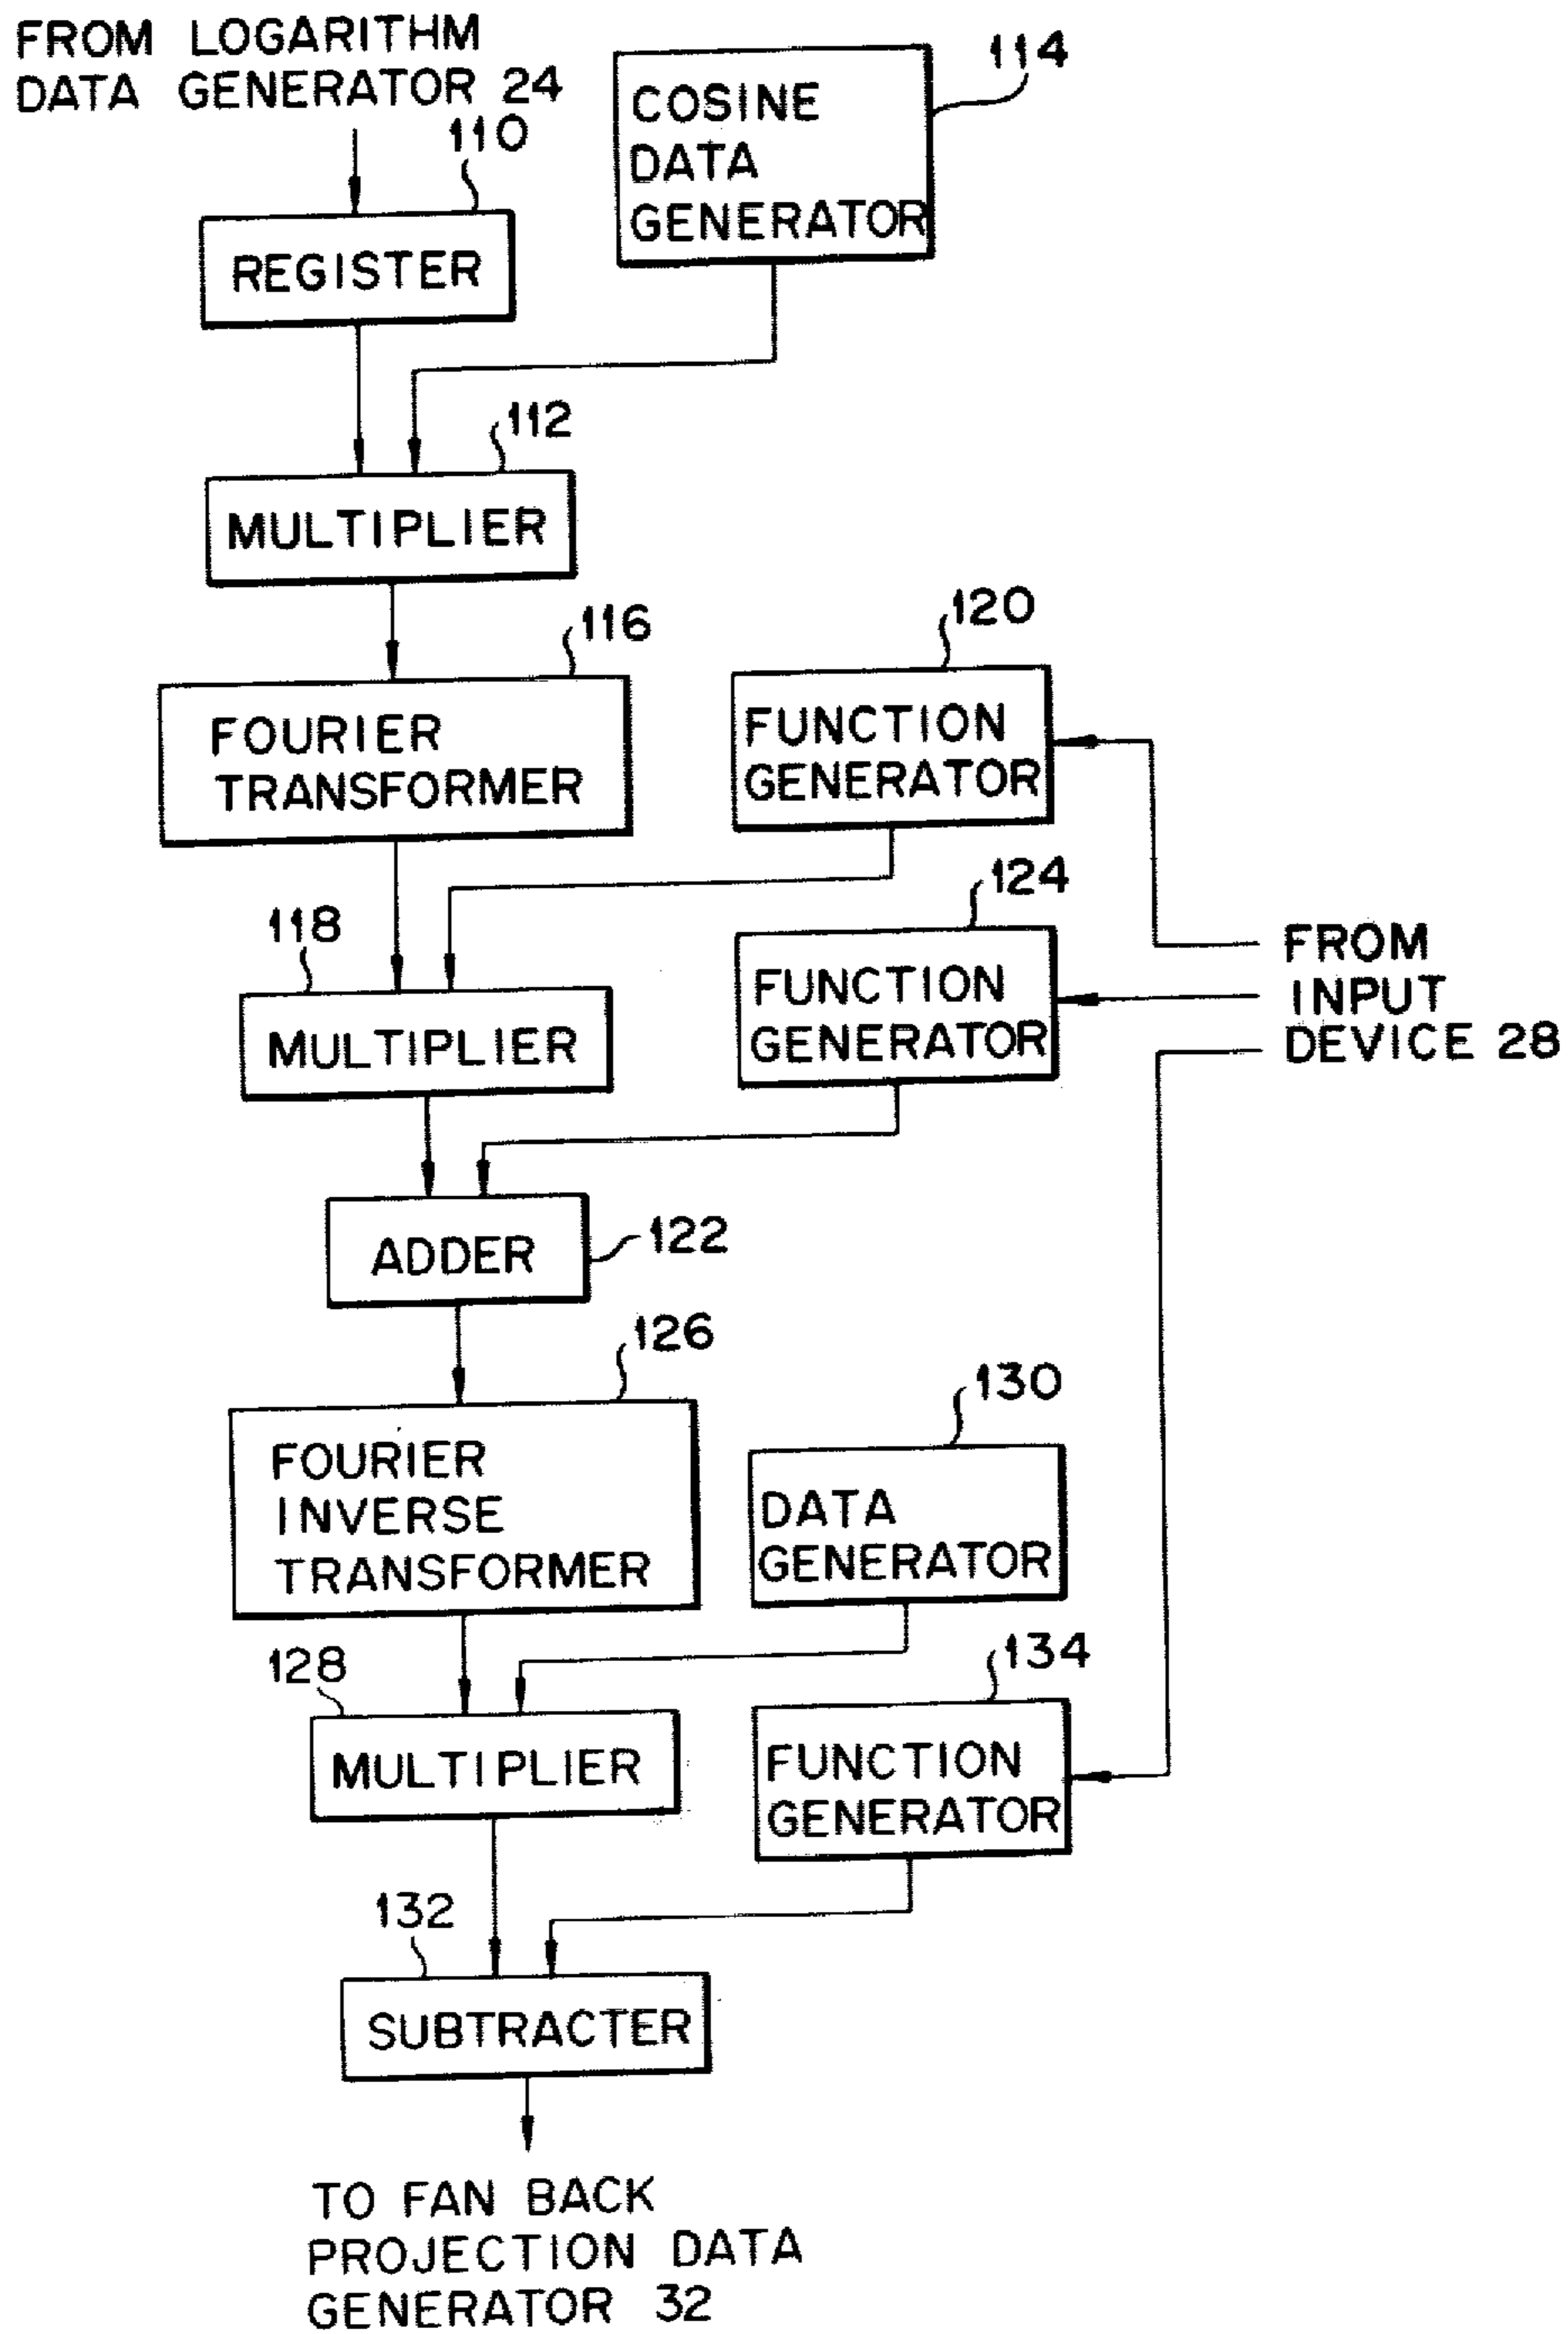 FROM LOGARITHM
DATA GENERATOR 24
110
REGISTER
114
COSINE
DATA
GENERATOR
112
MULTIPLIER
116
FOURIER
TRANSFORMER
120
FUNCTION
GENERATOR
118
MULTIPLIER
124
FUNCTION
GENERATOR
FROM
INPUT
DEVICE 28
ADDER
122
126
FOURIER
INVERSE
TRANSFORMER
130
DATA
GENERATOR
128
MULTIPLIER
134
FUNCTION
GENERATOR
132
SUBTRACTER
TO FAN BACK
PROJECTION DATA
GENERATOR 32